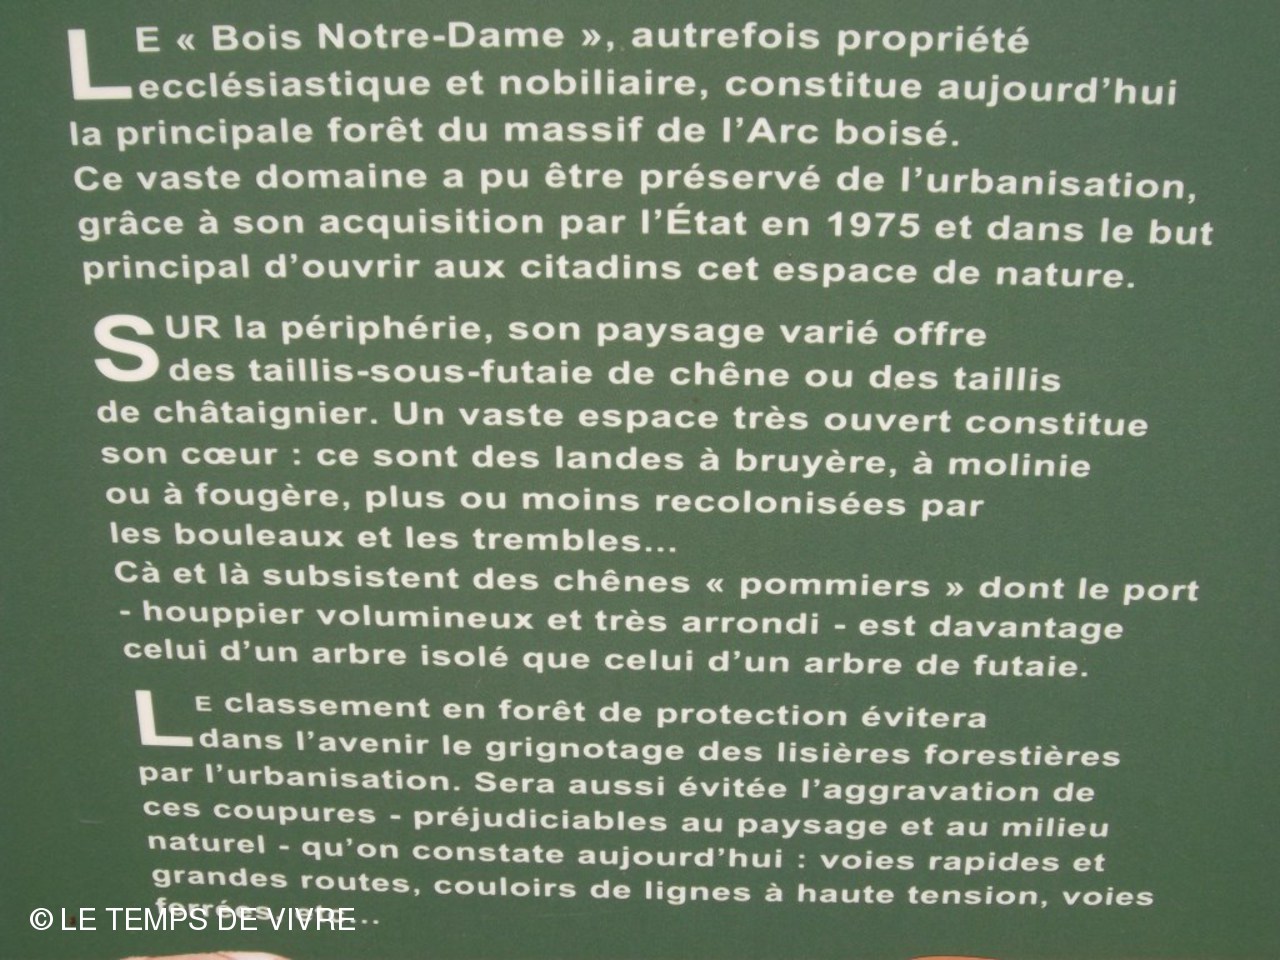 LE « Bois Notre-Dame », autrefois propriété
ecclésiastique et nobiliaire, constitue aujourd'hui
la principale forêt du massif de l'Arc boisé.
Ce vaste domaine a pu être préservé de l'urbanisation,
grâce à son acquisition par l'État en 1975 et dans le but
principal d'ouvrir aux citadins cet espace de nature.
SUR la périphérie, son paysage varié offre
des taillis-sous-futaie de chêne ou des taillis
de châtaignier. Un vaste espace très ouvert constitue
son cœur : ce sont des landes à bruyère, à molinie
ou à fougère, plus ou moins recolonisées par
les bouleaux et les trembles...
Cà et là subsistent des chênes « pommiers » dont le port
- houppier volumineux et très arrondi - est davantage
celui d'un arbre isolé que celui d'un arbre de futaie.
LE classement en forêt de protection évitera
dans l'avenir le grignotage des lisières forestières
par l'urbanisation. Sera aussi évitée l'aggravation de
ces coupures - préjudiciables au paysage et au milieu
naturel - qu'on constate aujourd'hui : voies rapides et
grandes routes, couloirs de lignes à haute tension, voies
ferrées, etc...
© LE TEMPS DE VIVRE